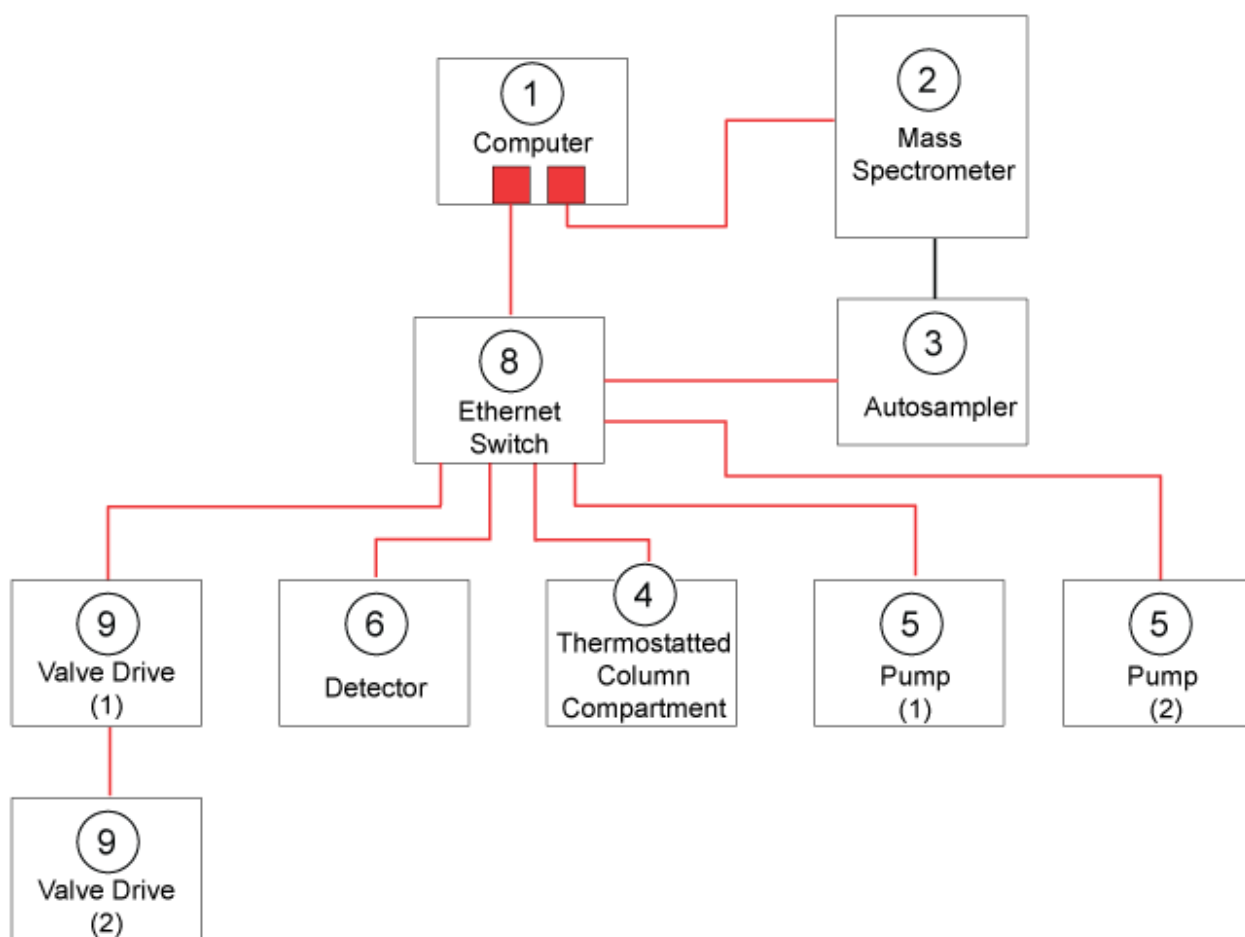 1
Computer
2
Mass
Spectrometer
3
Autosampler
8
Ethernet
Switch
9
Valve Drive
(1)
6
Detector
4
Thermostatted
Column
Compartment
5
Pump
(1)
5
Pump
(2)
9
Valve Drive
(2)